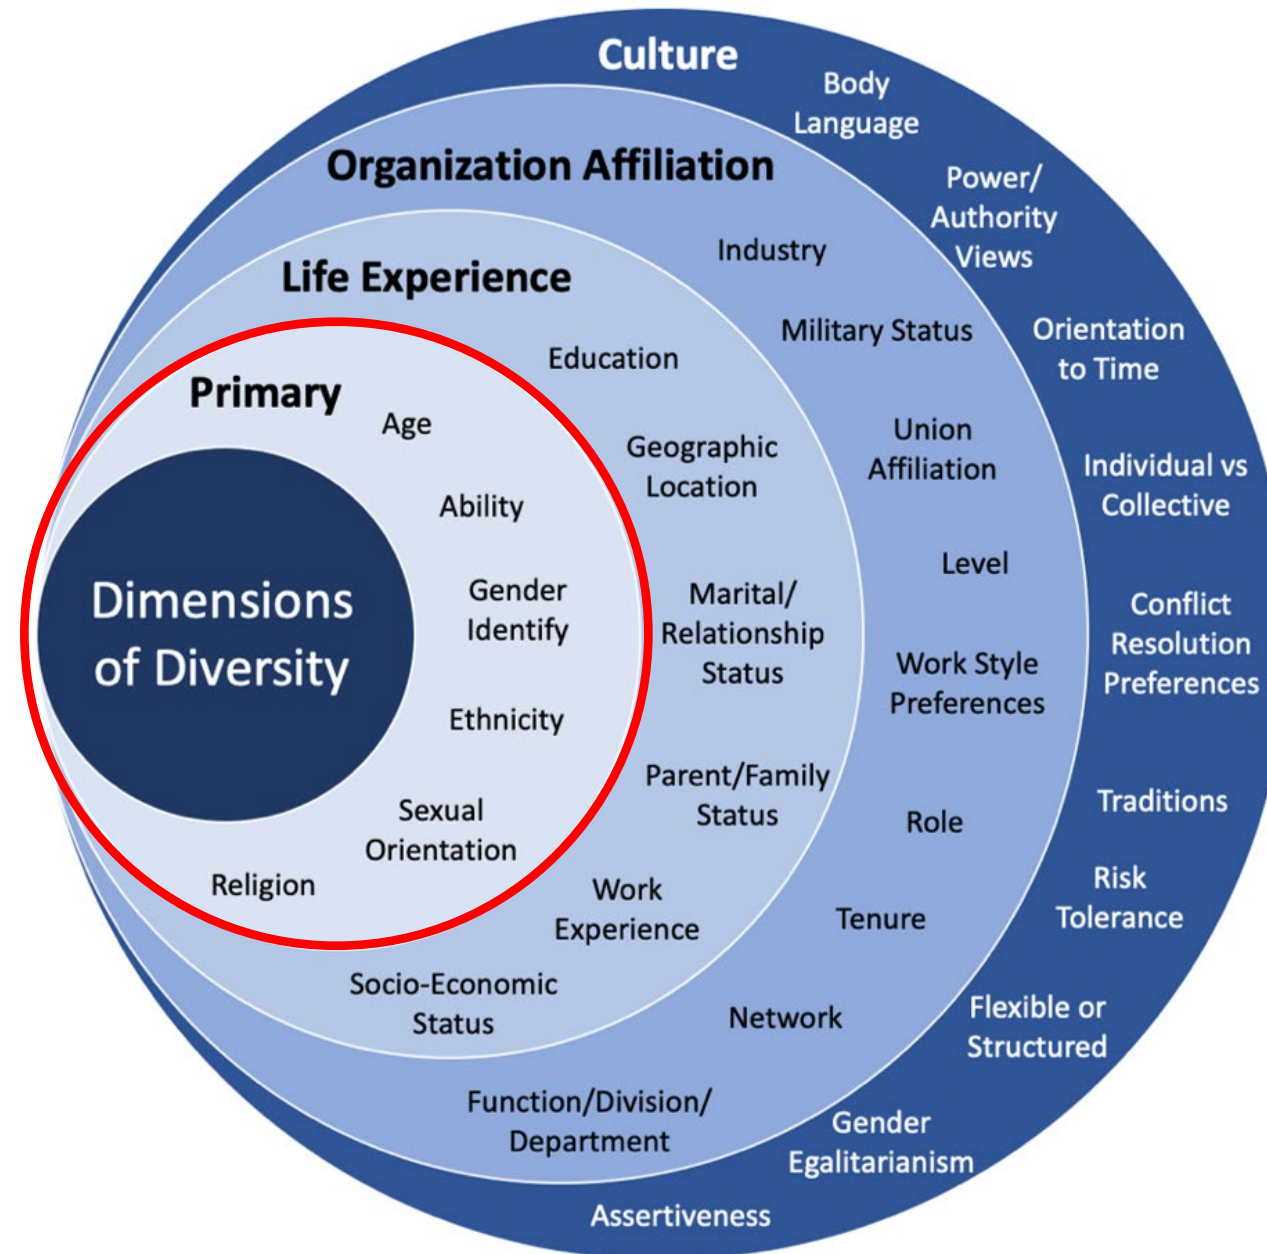 Culture
Body
Language
Power/
Authority
Views
Orientation
to Time
Individual vs
Collective
Conflict
Resolution
Preferences
Traditions
Risk
Tolerance
Flexible or
Structured
Gender
Egalitarianism
Assertiveness
Organization Affiliation
Industry
Military Status
Union
Affiliation
Level
Work Style
Preferences
Role
Tenure
Network
Function/Division/
Department
Life Experience
Education
Geographic
Location
Marital/
Relationship
Status
Parent/Family
Status
Work
Experience
Socio-Economic
Status
Primary
Age
Ability
Gender
Identify
Ethnicity
Sexual
Orientation
Religion
Dimensions
of Diversity